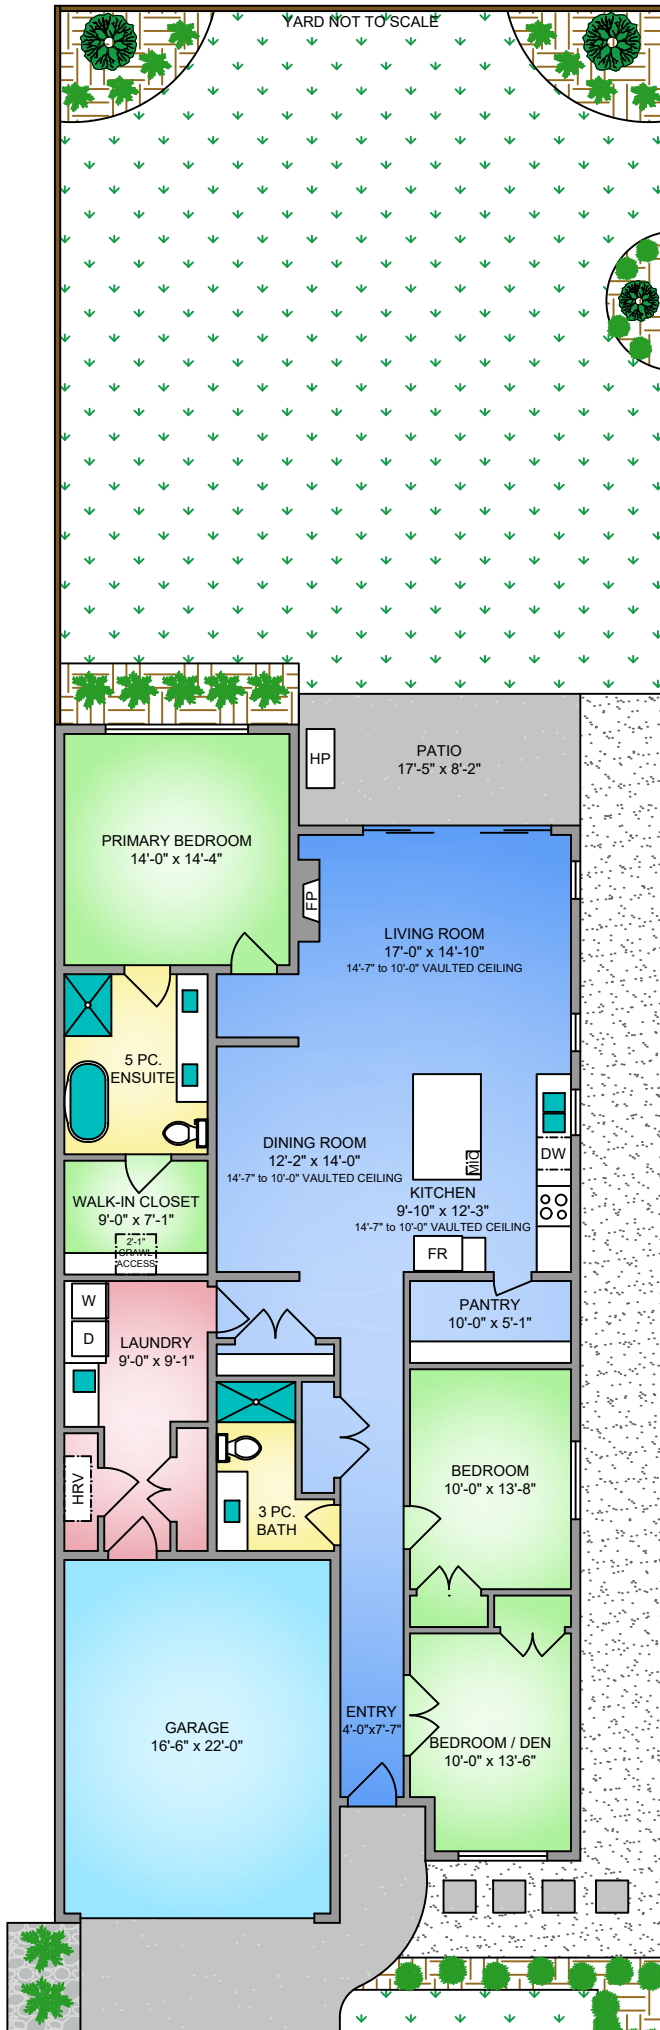 YARD NOT TO SCALE
HP
PATIO
17'-5" x 8'-2"
PRIMARY BEDROOM
14'-0" x 14'-4"
FP
LIVING ROOM
17'-0" x 14'-10"
14'-7" to 10'-0" VAULTED CEILING
5 PC.
ENSUITE
DINING ROOM
12'-2" x 14'-0"
14'-7" to 10'-0" VAULTED CEILING
MIC
DW
KITCHEN
9'-10" x 12'-3"
14'-7" to 10'-0" VAULTED CEILING
FR
WALK-IN CLOSET
9'-0" x 7'-1"
2'-1"
CRAWL
ACCESS
W
D
LAUNDRY
9'-0" x 9'-1"
PANTRY
10'-0" x 5'-1"
HRV
3 PC.
BATH
BEDROOM
10'-0" x 13'-8"
GARAGE
16'-6" x 22'-0"
ENTRY
4'-0"x7'-7"
BEDROOM / DEN
10'-0" x 13'-6"